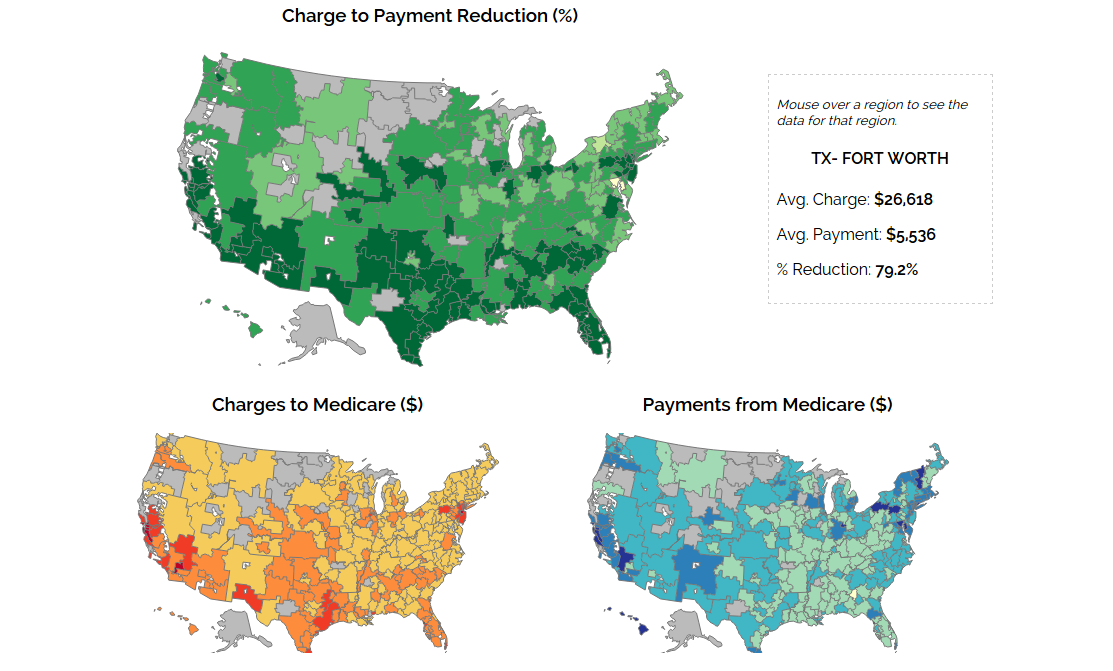 Charge to Payment Reduction (%)
Mouse over a region to see the
data for that region.
TX- FORT WORTH
Avg. Charge: $26,618
Avg. Payment: $5,536
% Reduction: 79.2%
Charges to Medicare ($)
Payments from Medicare ($)